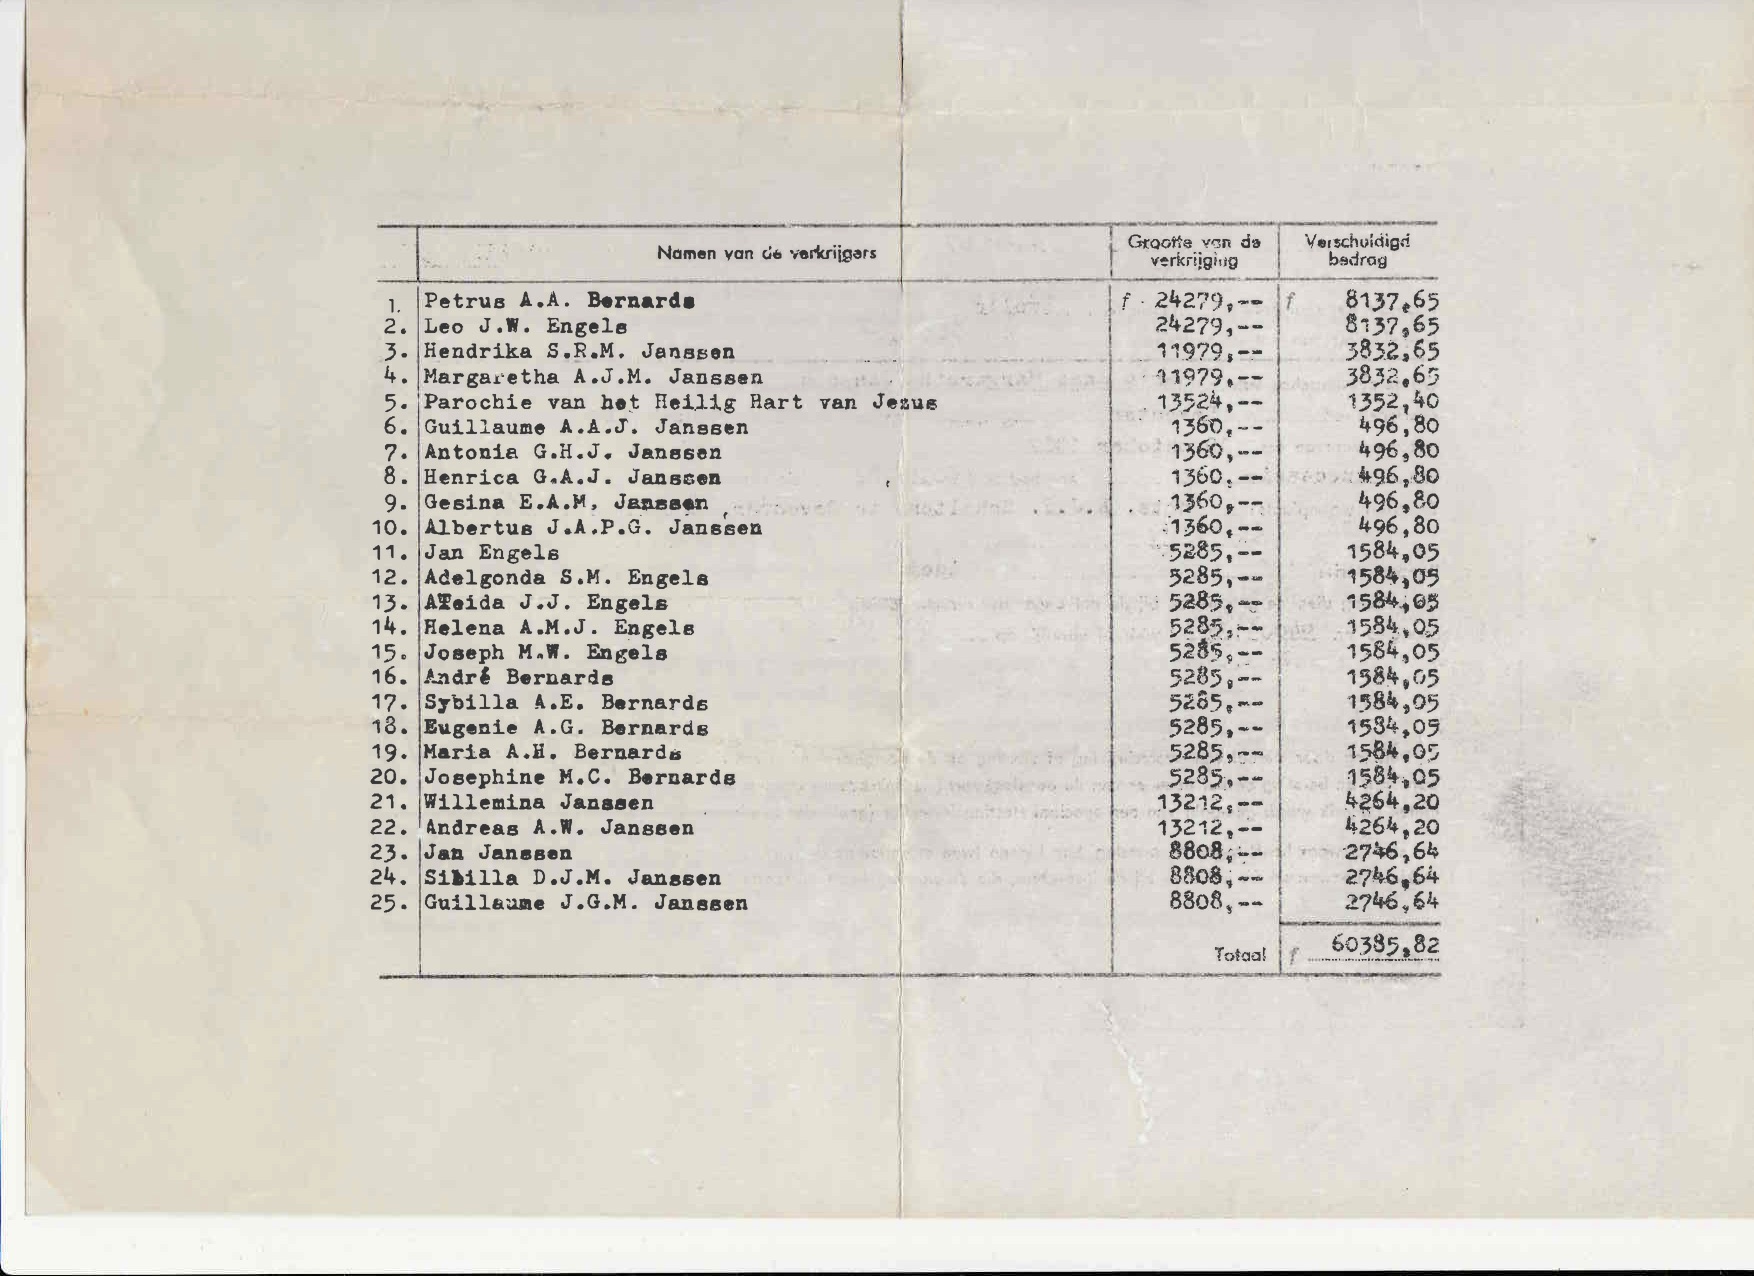 Namen van de verkrijgers Grootte van de verkrijging Verschuldigd bedrag
1. Petrus A.A. Bernards f 24279,-- f 8137,65
2. Leo J.W. Engels 24279,-- 8137,65
3. Hendrika S.R.M. Janssen 11979,-- 3832,65
4. Margaretha A.J.M. Janssen 11979,-- 3832,65
5. Parochie van het Heilig Hart van Jezus 13524,-- 1352,40
6. Guillaume A.A.J. Janssen 1360,-- 496,80
7. Antonia G.H.J. Janssen 1360,-- 496,80
8. Henrica G.A.J. Janssen 1360,-- 496,80
9. Gesina E.A.M. Janssen 1360,-- 496,80
10. Albertus J.A.P.G. Janssen 1360,-- 496,80
11. Jan Engels 5285,-- 1584,05
12. Adelgonda S.M. Engels 5285,-- 1584,05
13. Aleida J.J. Engels 5285,-- 1584,05
14. Helena A.M.J. Engels 5285,-- 1584,05
15. Joseph M.W. Engels 5285,-- 1584,05
16. André Bernards 5285,-- 1584,05
17. Sybilla A.E. Bernards 5285,-- 1584,05
18. Eugenie A.G. Bernards 5285,-- 1584,05
19. Maria A.H. Bernards 5285,-- 1584,05
20. Josephine M.C. Bernards 5285,-- 1584,05
21. Willemina Janssen 13212,-- 4264,20
22. Andreas A.W. Janssen 13212,-- 4264,20
23. Jan Janssen 8808,-- 2746,64
24. Sibilla D.J.M. Janssen 8808,-- 2746,64
25. Guillaume J.G.M. Janssen 8808,-- 2746,64
Totaal f 60385,82